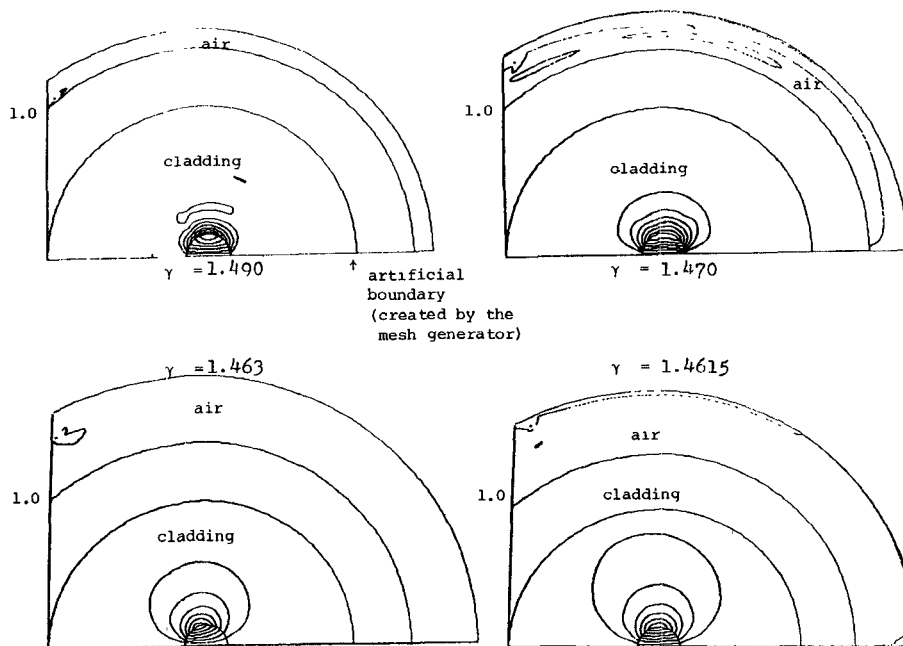 air
1.0
cladding
γ = 1.490
↑ artificial
boundary
(created by the
mesh generator)
air
1.0
cladding
γ = 1.470
γ = 1.463
air
1.0
cladding
γ = 1.4615
air
1.0
cladding